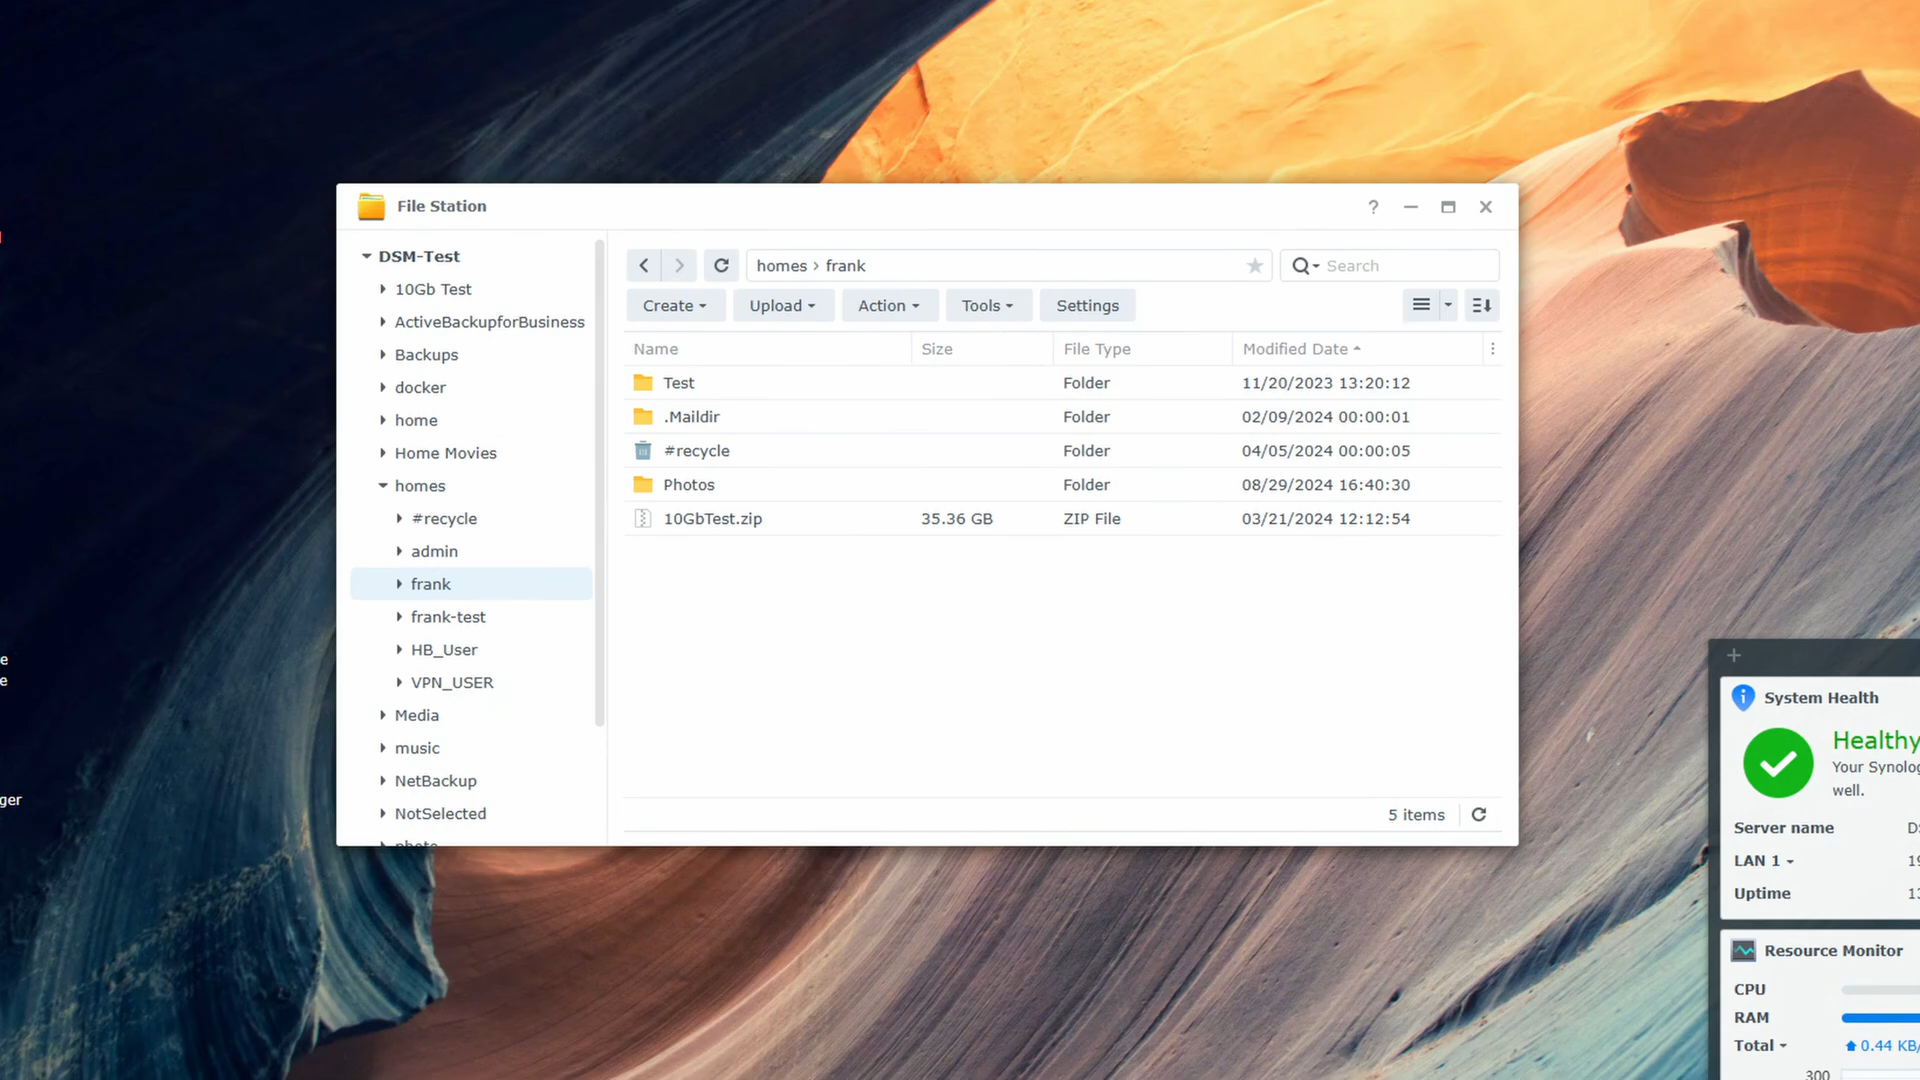 File Station
DSM-Test
10Gb Test
ActiveBackupforBusiness
Backups
docker
home
Home Movies
homes
#recycle
admin
frank
frank-test
HB_User
VPN_USER
Media
music
NetBackup
NotSelected
photo
homes › frank
Search
Create
Upload
Action
Tools
Settings
Name Size File Type Modified Date
Test Folder 11/20/2023 13:20:12
.Maildir Folder 02/09/2024 00:00:01
#recycle Folder 04/05/2024 00:00:05
Photos Folder 08/29/2024 16:40:30
10GbTest.zip 35.36 GB ZIP File 03/21/2024 12:12:54
5 items
e
e
ger
System Health
Healthy
Your Synolog
well.
Server name
LAN 1 19
Uptime 13
Resource Monitor
CPU
RAM
Total 0.44 KB/
300